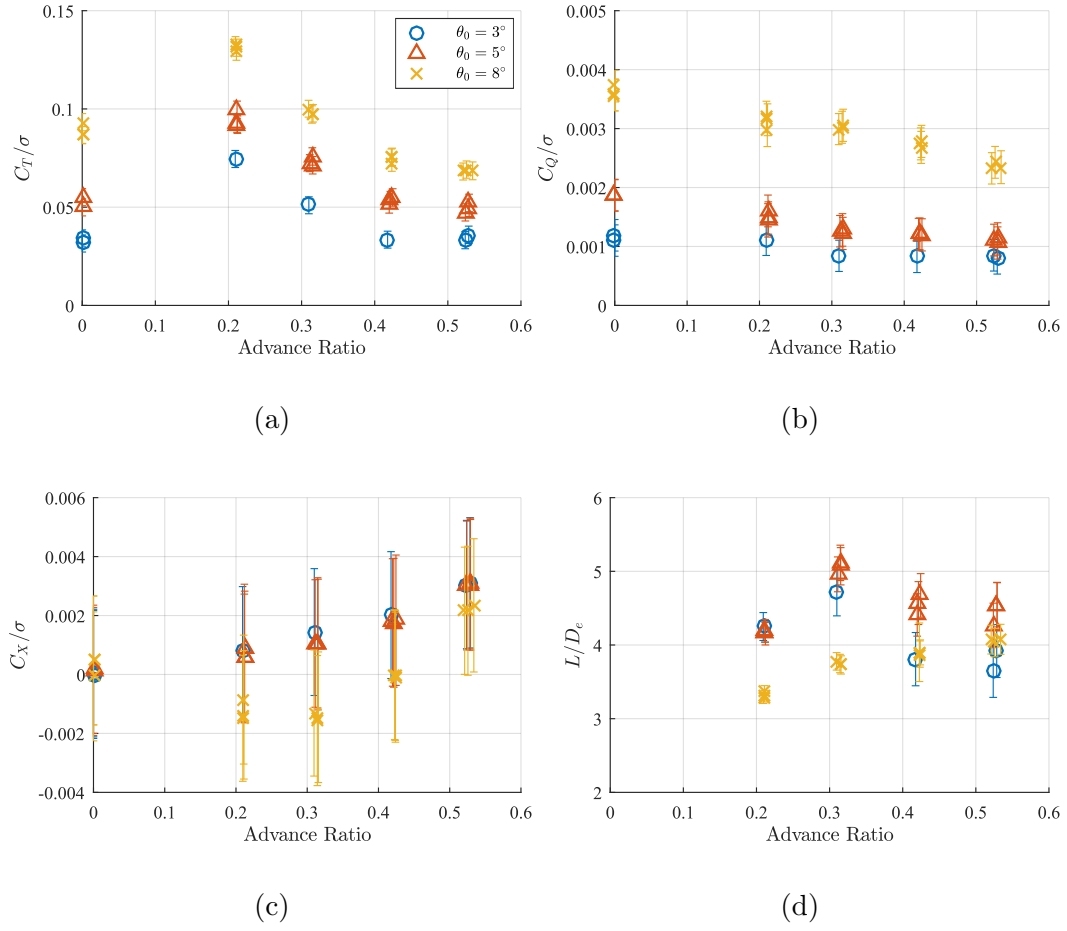 0.15
0.1
0.05
0
C_T/σ
θ₀ = 3°
θ₀ = 5°
θ₀ = 8°
0 0.1 0.2 0.3 0.4 0.5 0.6
Advance Ratio
(a)
0.005
0.004
0.003
0.002
0.001
0
C_Q/σ
0 0.1 0.2 0.3 0.4 0.5 0.6
Advance Ratio
(b)
0.006
0.004
0.002
0
-0.002
-0.004
C_X/σ
0 0.1 0.2 0.3 0.4 0.5 0.6
Advance Ratio
(c)
6
5
4
3
2
L/D_e
0 0.1 0.2 0.3 0.4 0.5 0.6
Advance Ratio
(d)